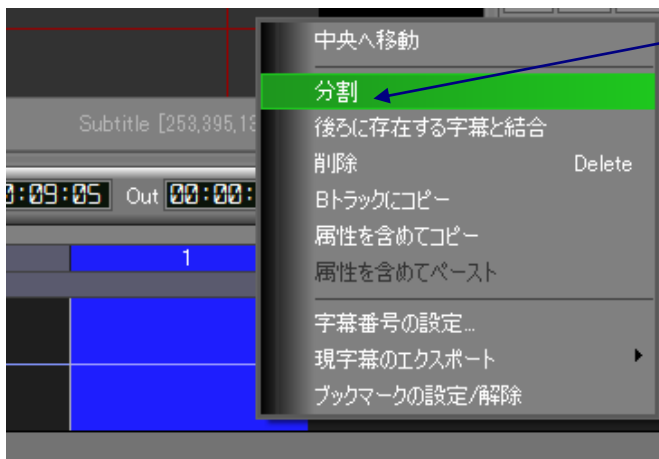 中央へ移動
分割
Subtitle [253,395,13
後ろに存在する字幕と結合
削除 Delete
:09:05 Out 00:00:
Bトラックにコピー
属性を含めてコピー
1
属性を含めてペースト
字幕番号の設定...
現字幕のエクスポート
ブックマークの設定/解除